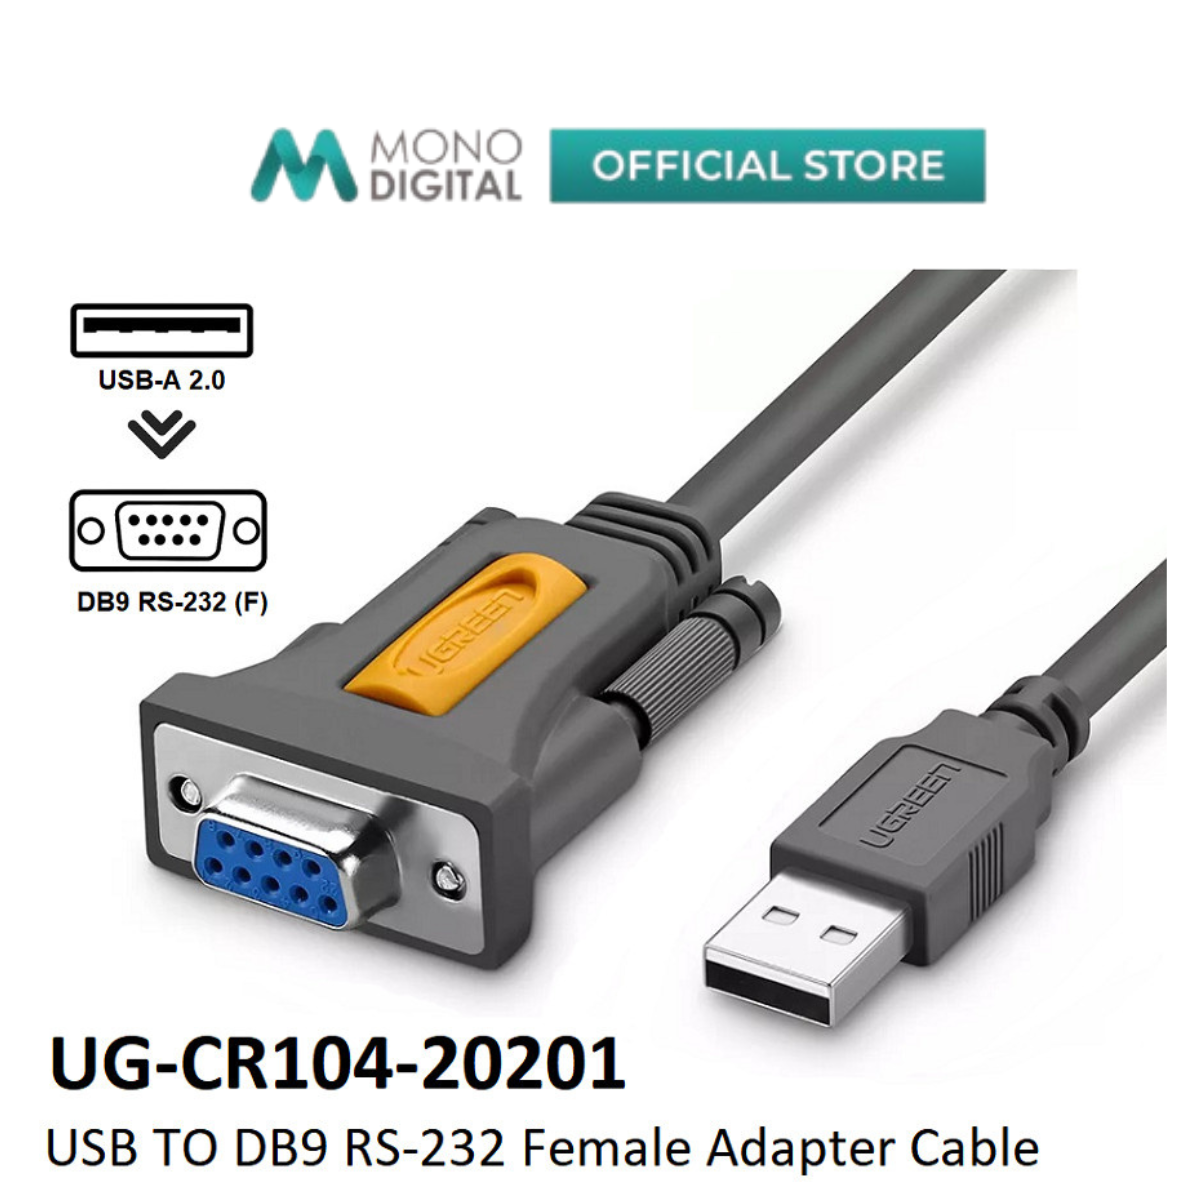 MONO
DIGITAL
OFFICIAL STORE
USB-A 2.0
DB9 RS-232 (F)
UGREEN
UGREEN
UG-CR104-20201
USB TO DB9 RS-232 Female Adapter Cable